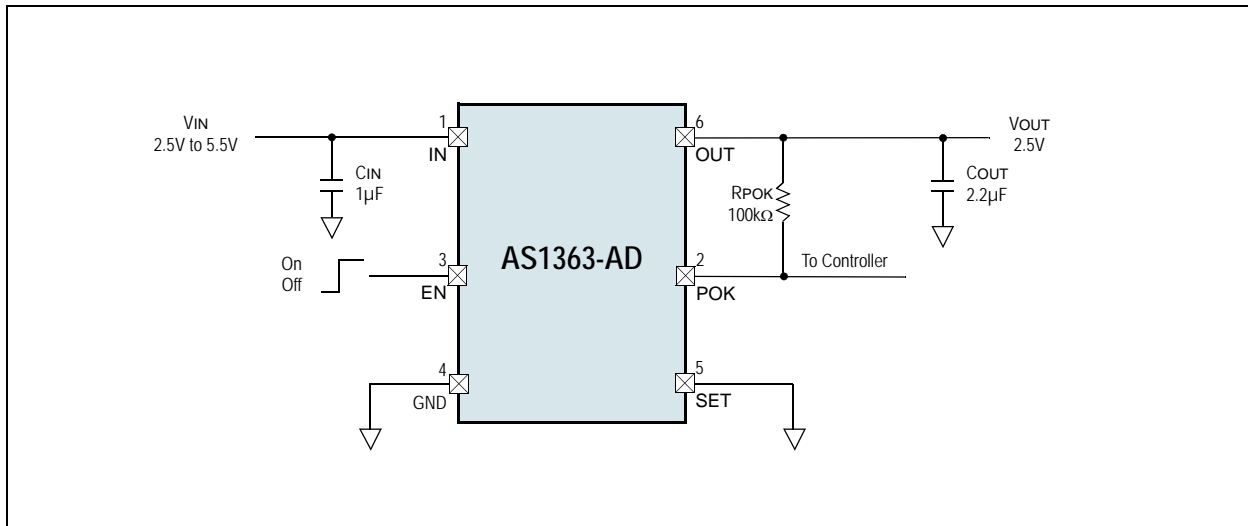 VIN
2.5V to 5.5V
CIN
1µF
1
IN
On
Off
3
EN
4
GND
AS1363-AD
6
OUT
RPOK
100kΩ
2
POK
To Controller
5
SET
VOUT
2.5V
COUT
2.2µF